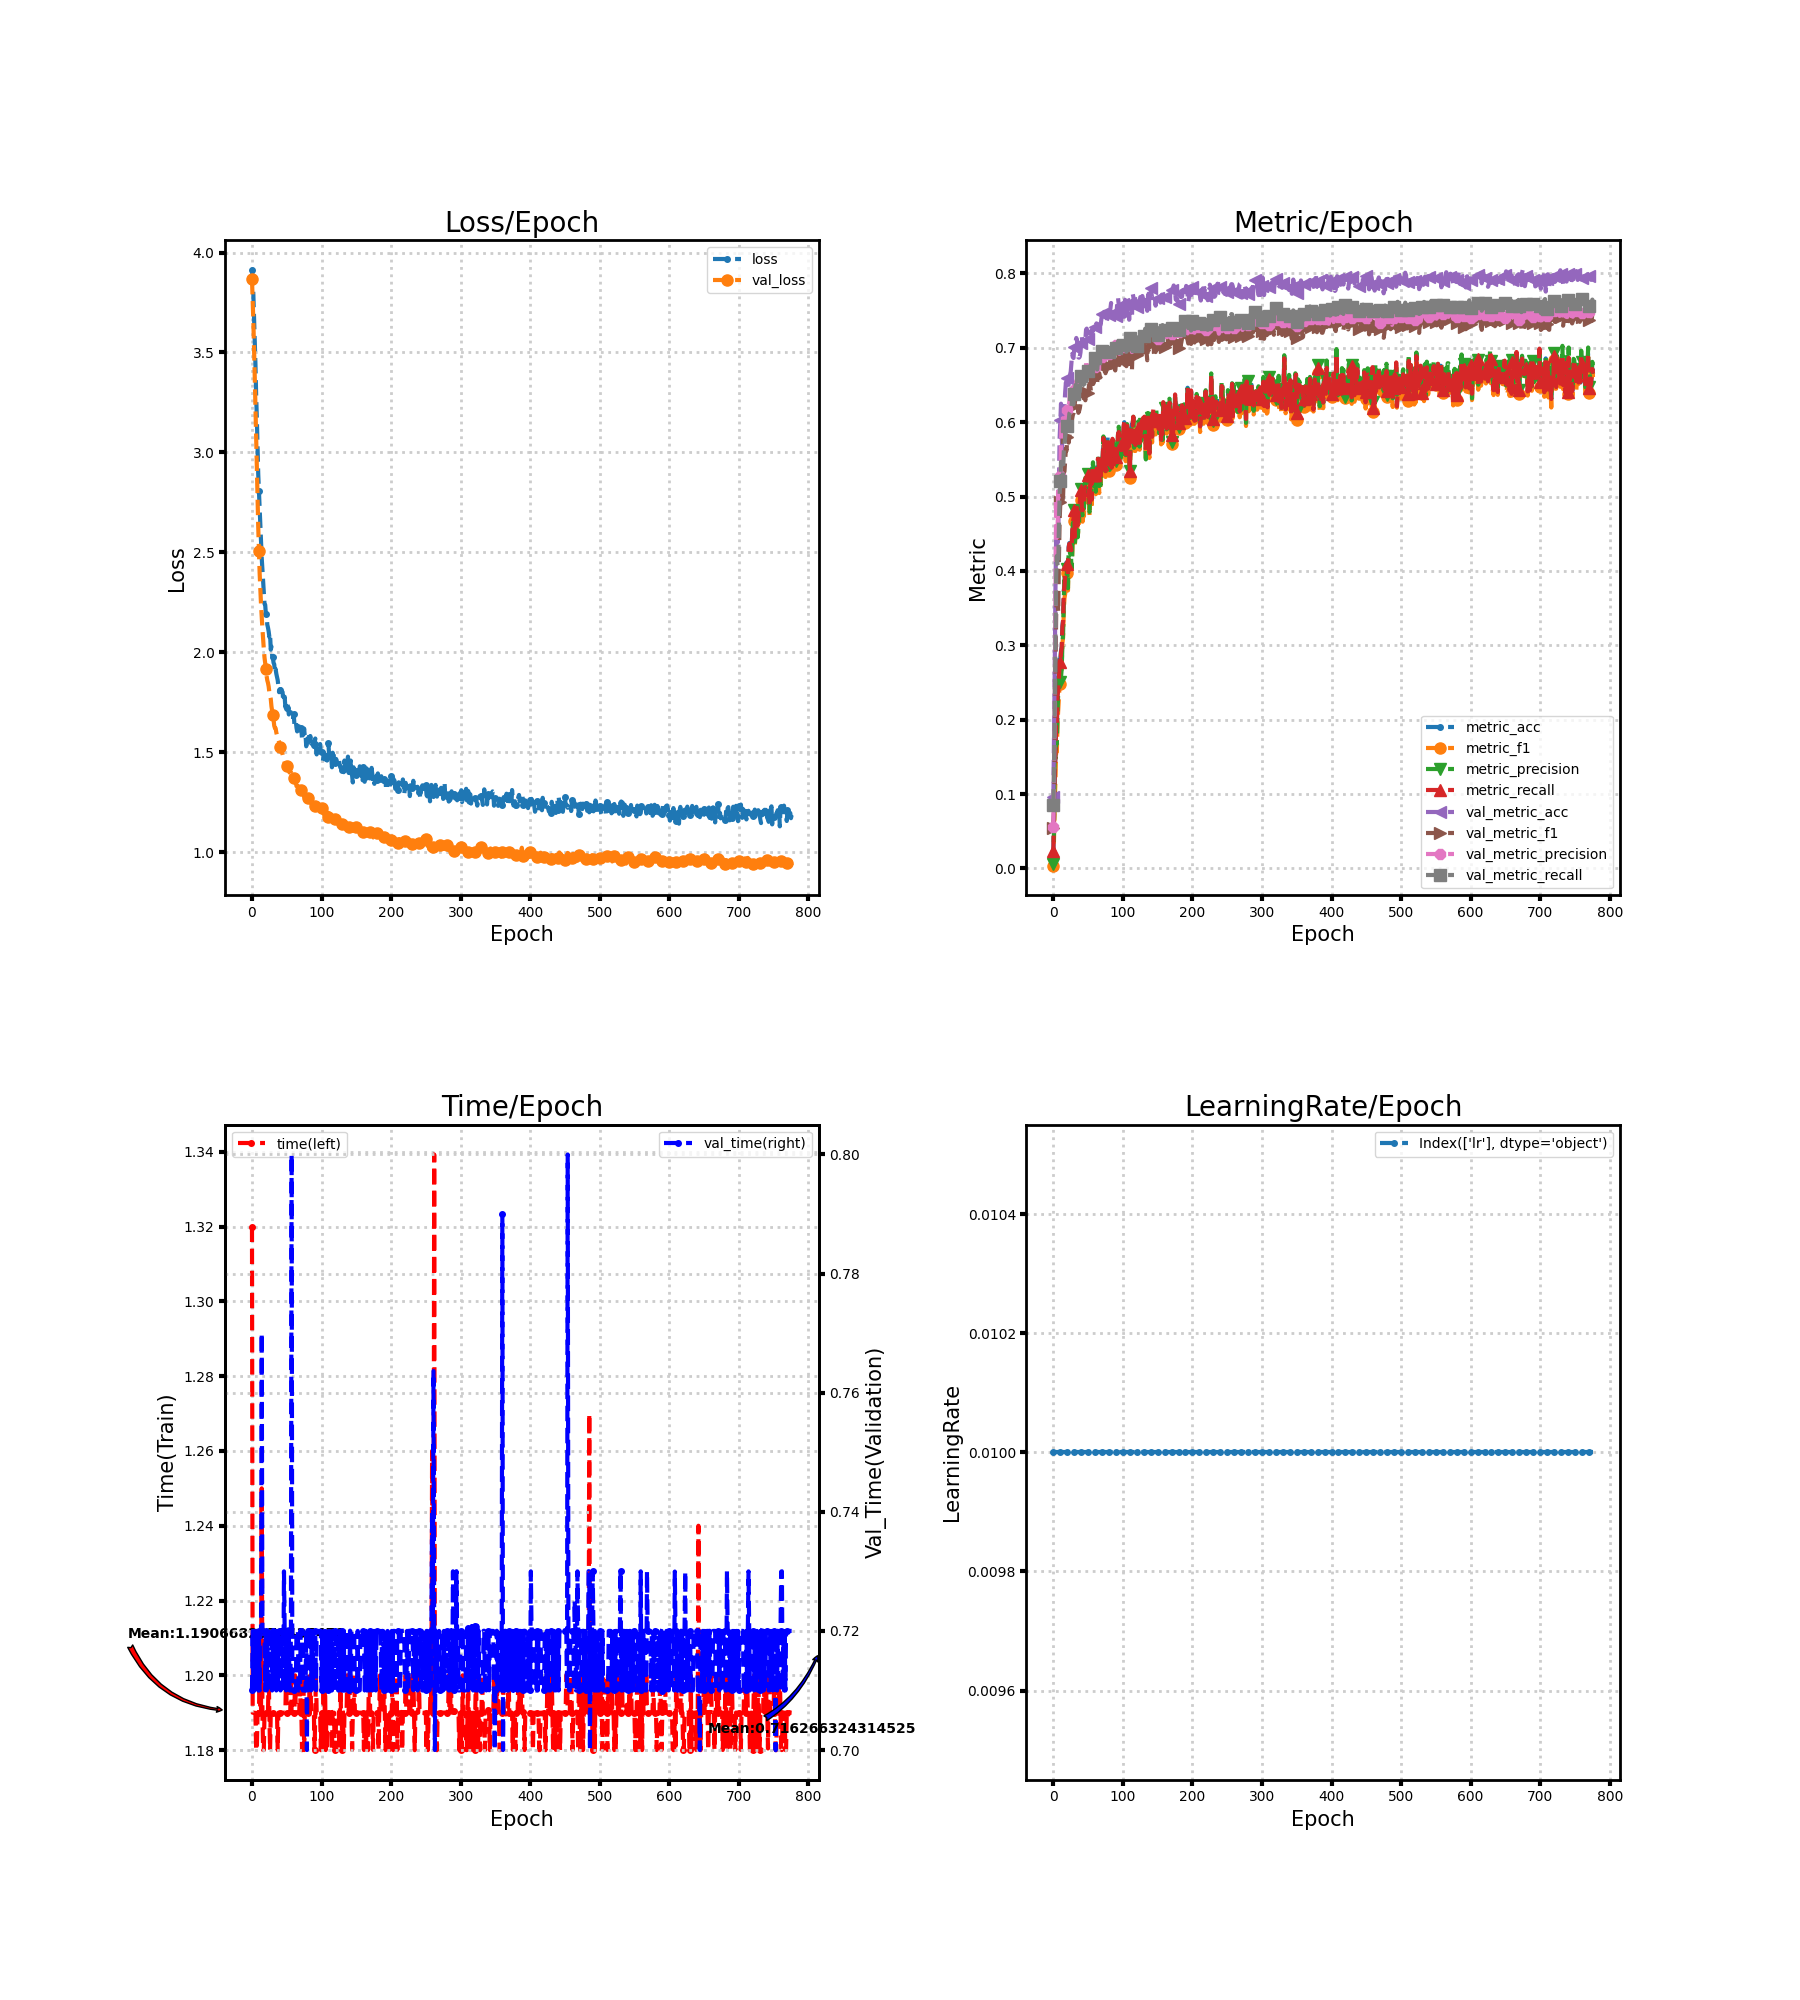 Loss/Epoch
4.0
3.5
3.0
2.5
2.0
1.5
1.0
Loss
loss
val_loss
0 100 200 300 400 500 600 700 800
Epoch
Metric/Epoch
0.8
0.7
0.6
0.5
0.4
0.3
0.2
0.1
0.0
Metric
metric_acc
metric_f1
metric_precision
metric_recall
val_metric_acc
val_metric_f1
val_metric_precision
val_metric_recall
0 100 200 300 400 500 600 700 800
Epoch
Time/Epoch
time(left)
val_time(right)
1.34
1.32
1.30
1.28
1.26
1.24
1.22
1.20
1.18
Time(Train)
0.80
0.78
0.76
0.74
0.72
0.70
Val_Time(Validation)
Mean:0.716266324314525
0 100 200 300 400 500 600 700 800
Epoch
LearningRate/Epoch
Index(['lr'], dtype='object')
0.0104
0.0102
0.0100
0.0098
0.0096
LearningRate
0 100 200 300 400 500 600 700 800
Epoch